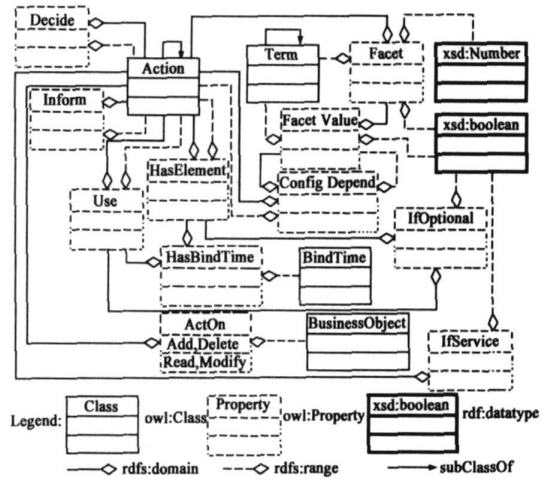 Decide
Action
Term
Facet
xsd:Number
Inform
Facet Value
xsd:boolean
HasElement
Config Depend
Use
IfOptional
HasBindTime
BindTime
ActOn
Add,Delete
Read,Modify
BusinessObject
IfService
Legend:
Class
owl:Class
Property
owl:Property
xsd:boolean
rdf:datatype
rdfs:domain
rdfs:range
subClassOf